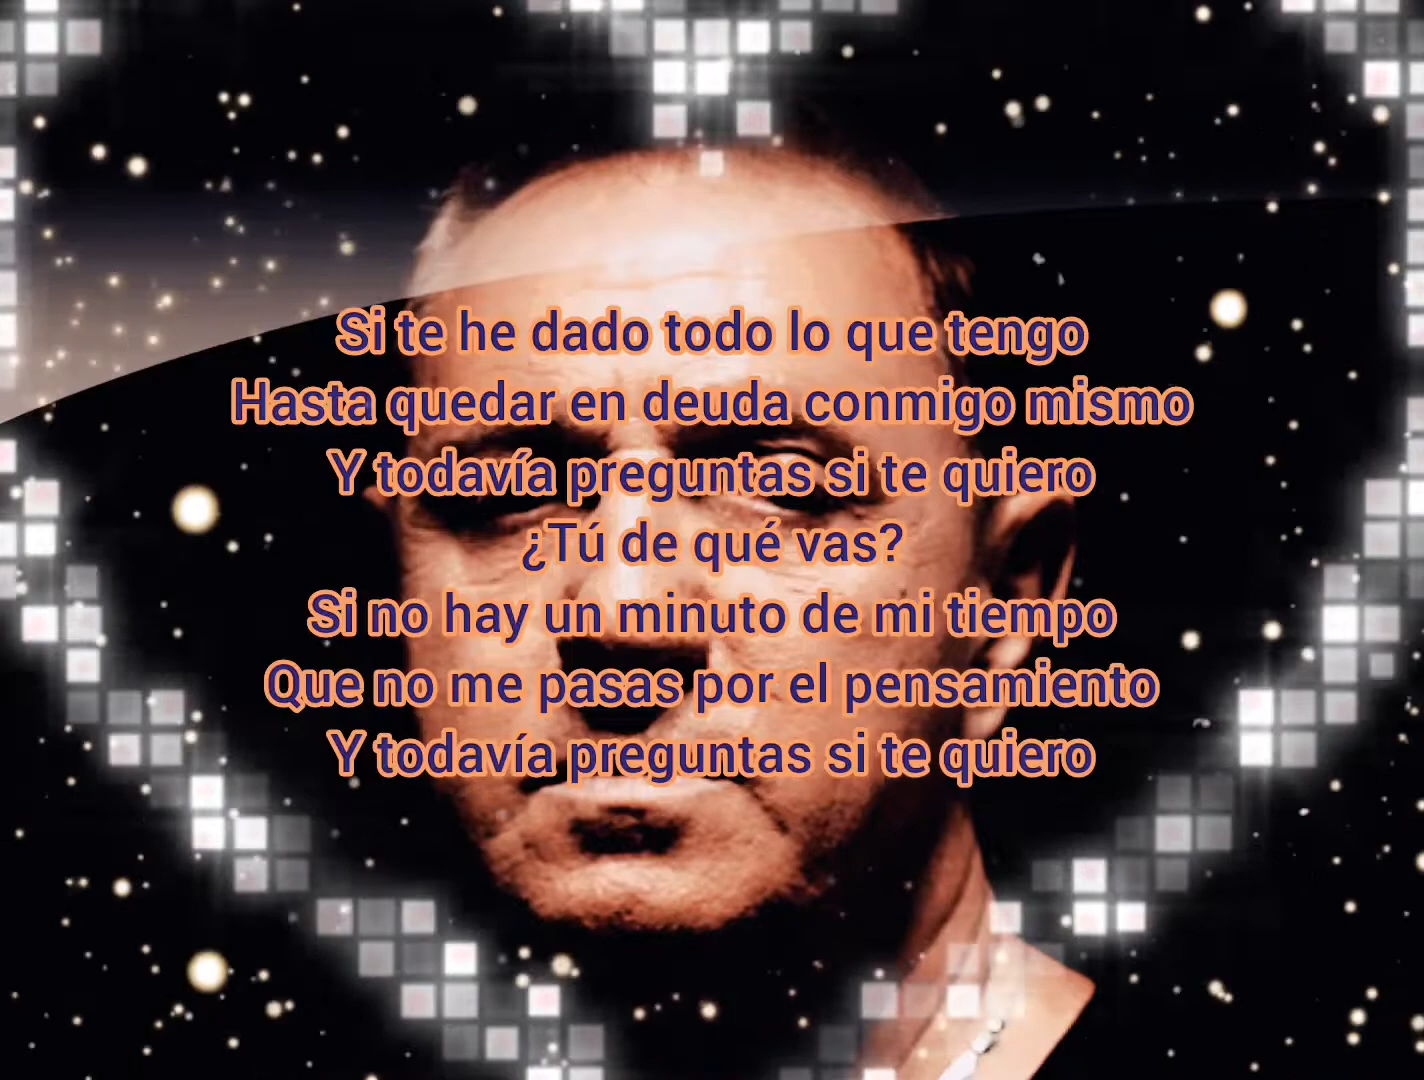 Si te he dado todo lo que tengo
Hasta quedar en deuda conmigo mismo
Y todavía preguntas si te quiero
¿Tú de qué vas?
Si no hay un minuto de mi tiempo
Que no me pasas por el pensamiento
Y todavía preguntas si te quiero